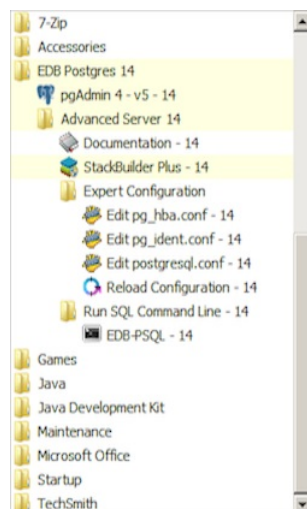 7-Zip
Accessories
EDB Postgres 14
pgAdmin 4 - v5 - 14
Advanced Server 14
Documentation - 14
StackBuilder Plus - 14
Expert Configuration
Edit pg_hba.conf - 14
Edit pg_ident.conf - 14
Edit postgresql.conf - 14
Reload Configuration - 14
Run SQL Command Line - 14
EDB-PSQL - 14
Games
Java
Java Development Kit
Maintenance
Microsoft Office
Startup
TechSmith